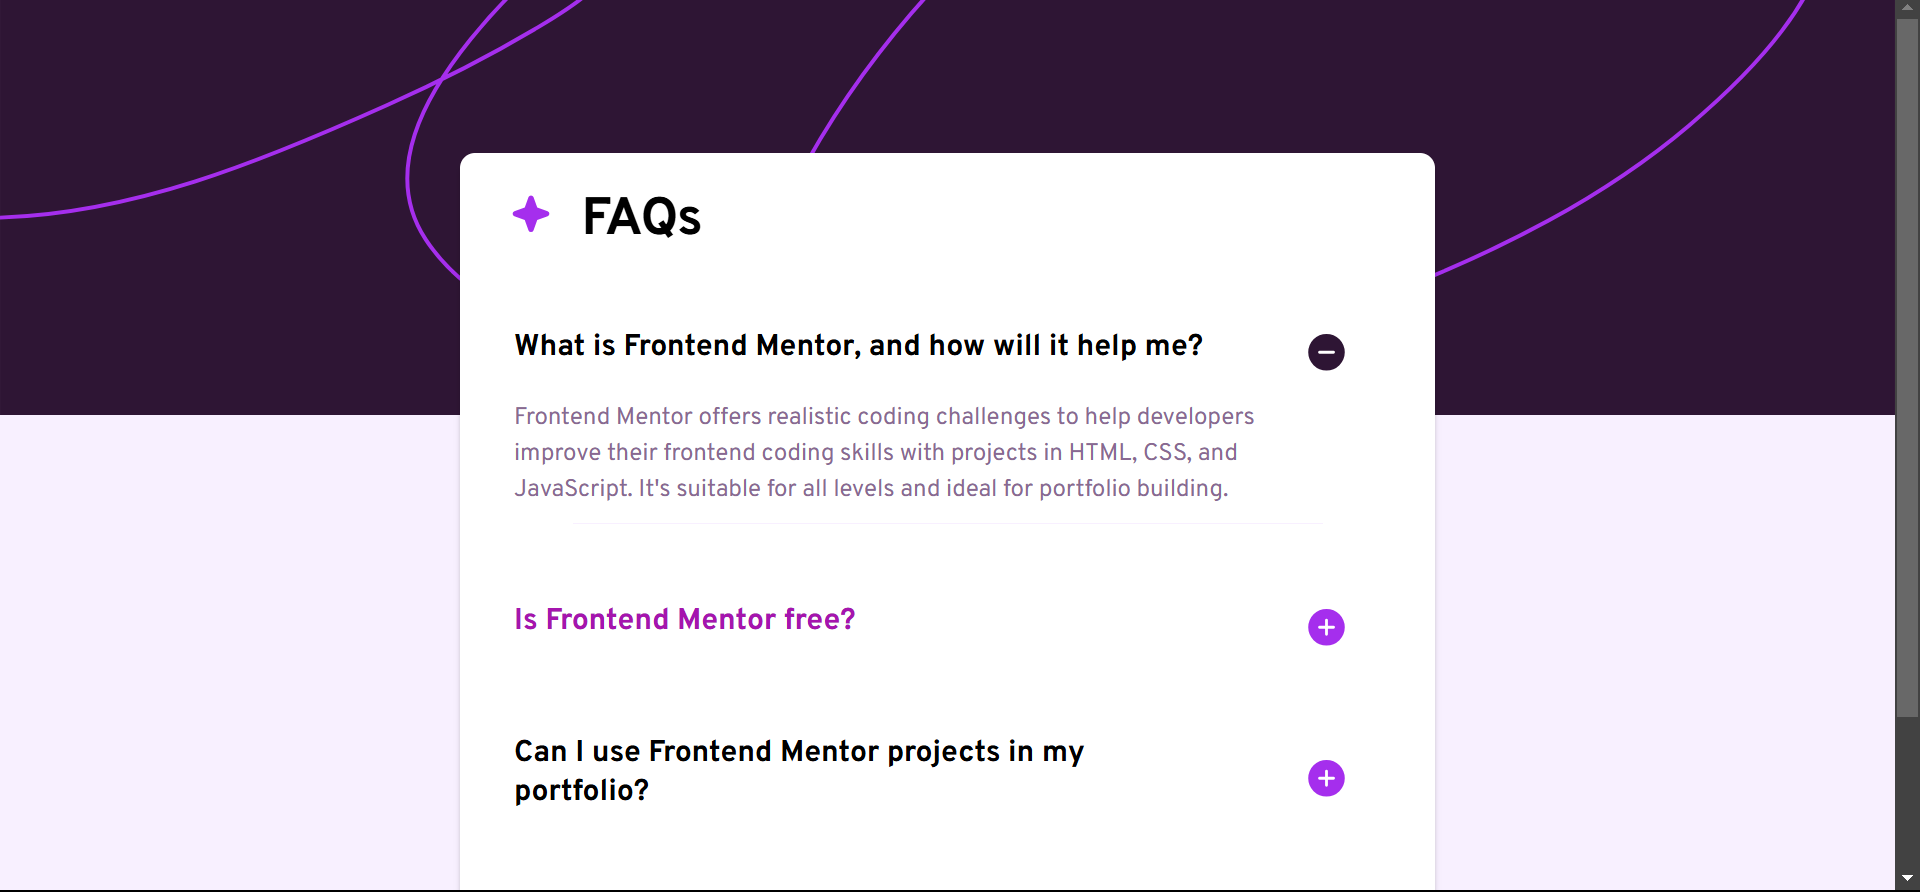 FAQs
What is Frontend Mentor, and how will it help me?
Frontend Mentor offers realistic coding challenges to help developers
improve their frontend coding skills with projects in HTML, CSS, and
JavaScript. It's suitable for all levels and ideal for portfolio building.
Is Frontend Mentor free?
Can I use Frontend Mentor projects in my
portfolio?